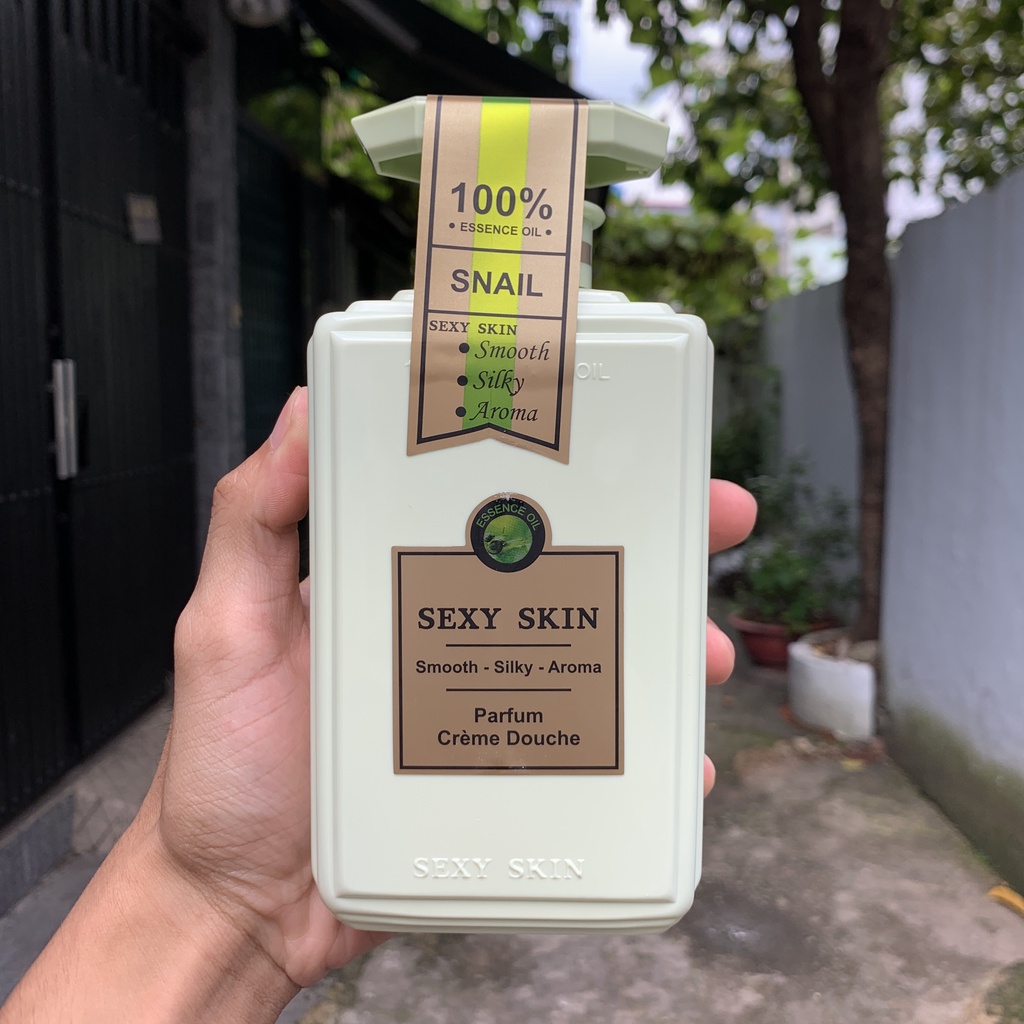 100%
• ESSENCE OIL •
SNAIL
SEXY SKIN
• Smooth
• Silky
• Aroma
OIL
ESSENCE OIL
SEXY SKIN
Smooth - Silky - Aroma
Parfum
Crème Douche
SEXY SKIN